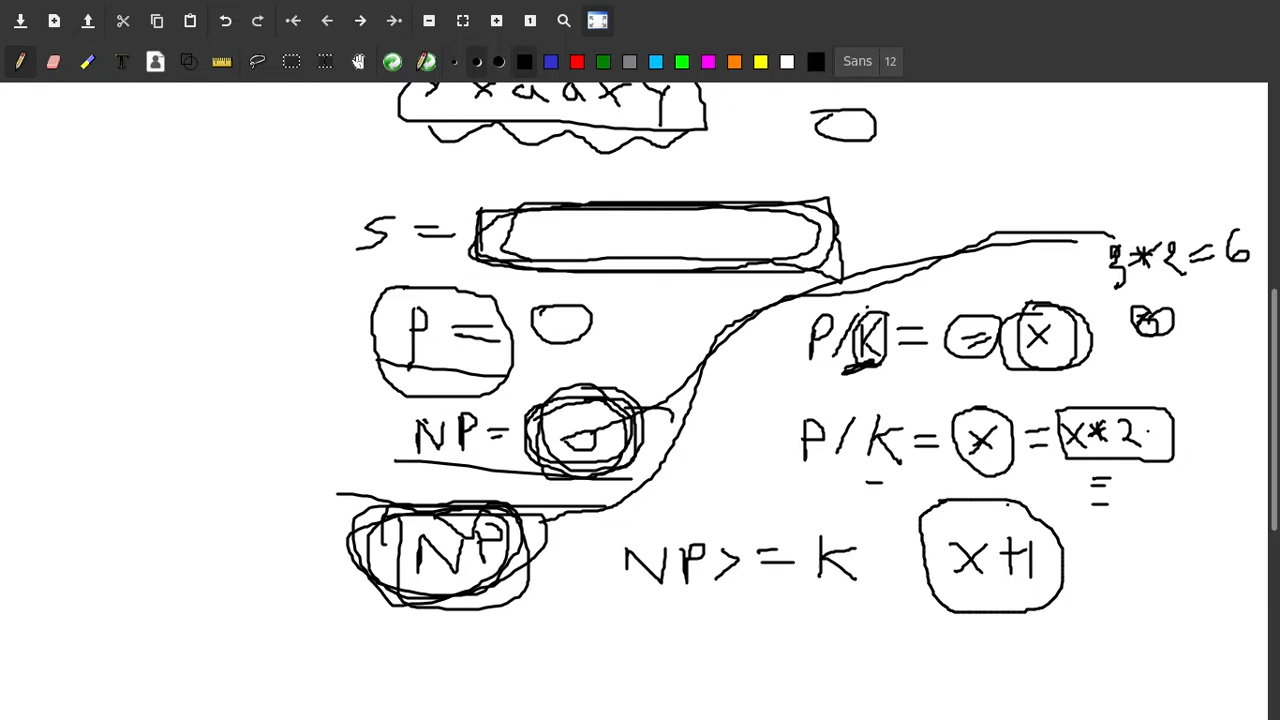 Sans 12
x a a x y
S =
3*2=6
P =
P/K = = x
NP =
P/K = x = x*2
NP
NP>=K
x+1